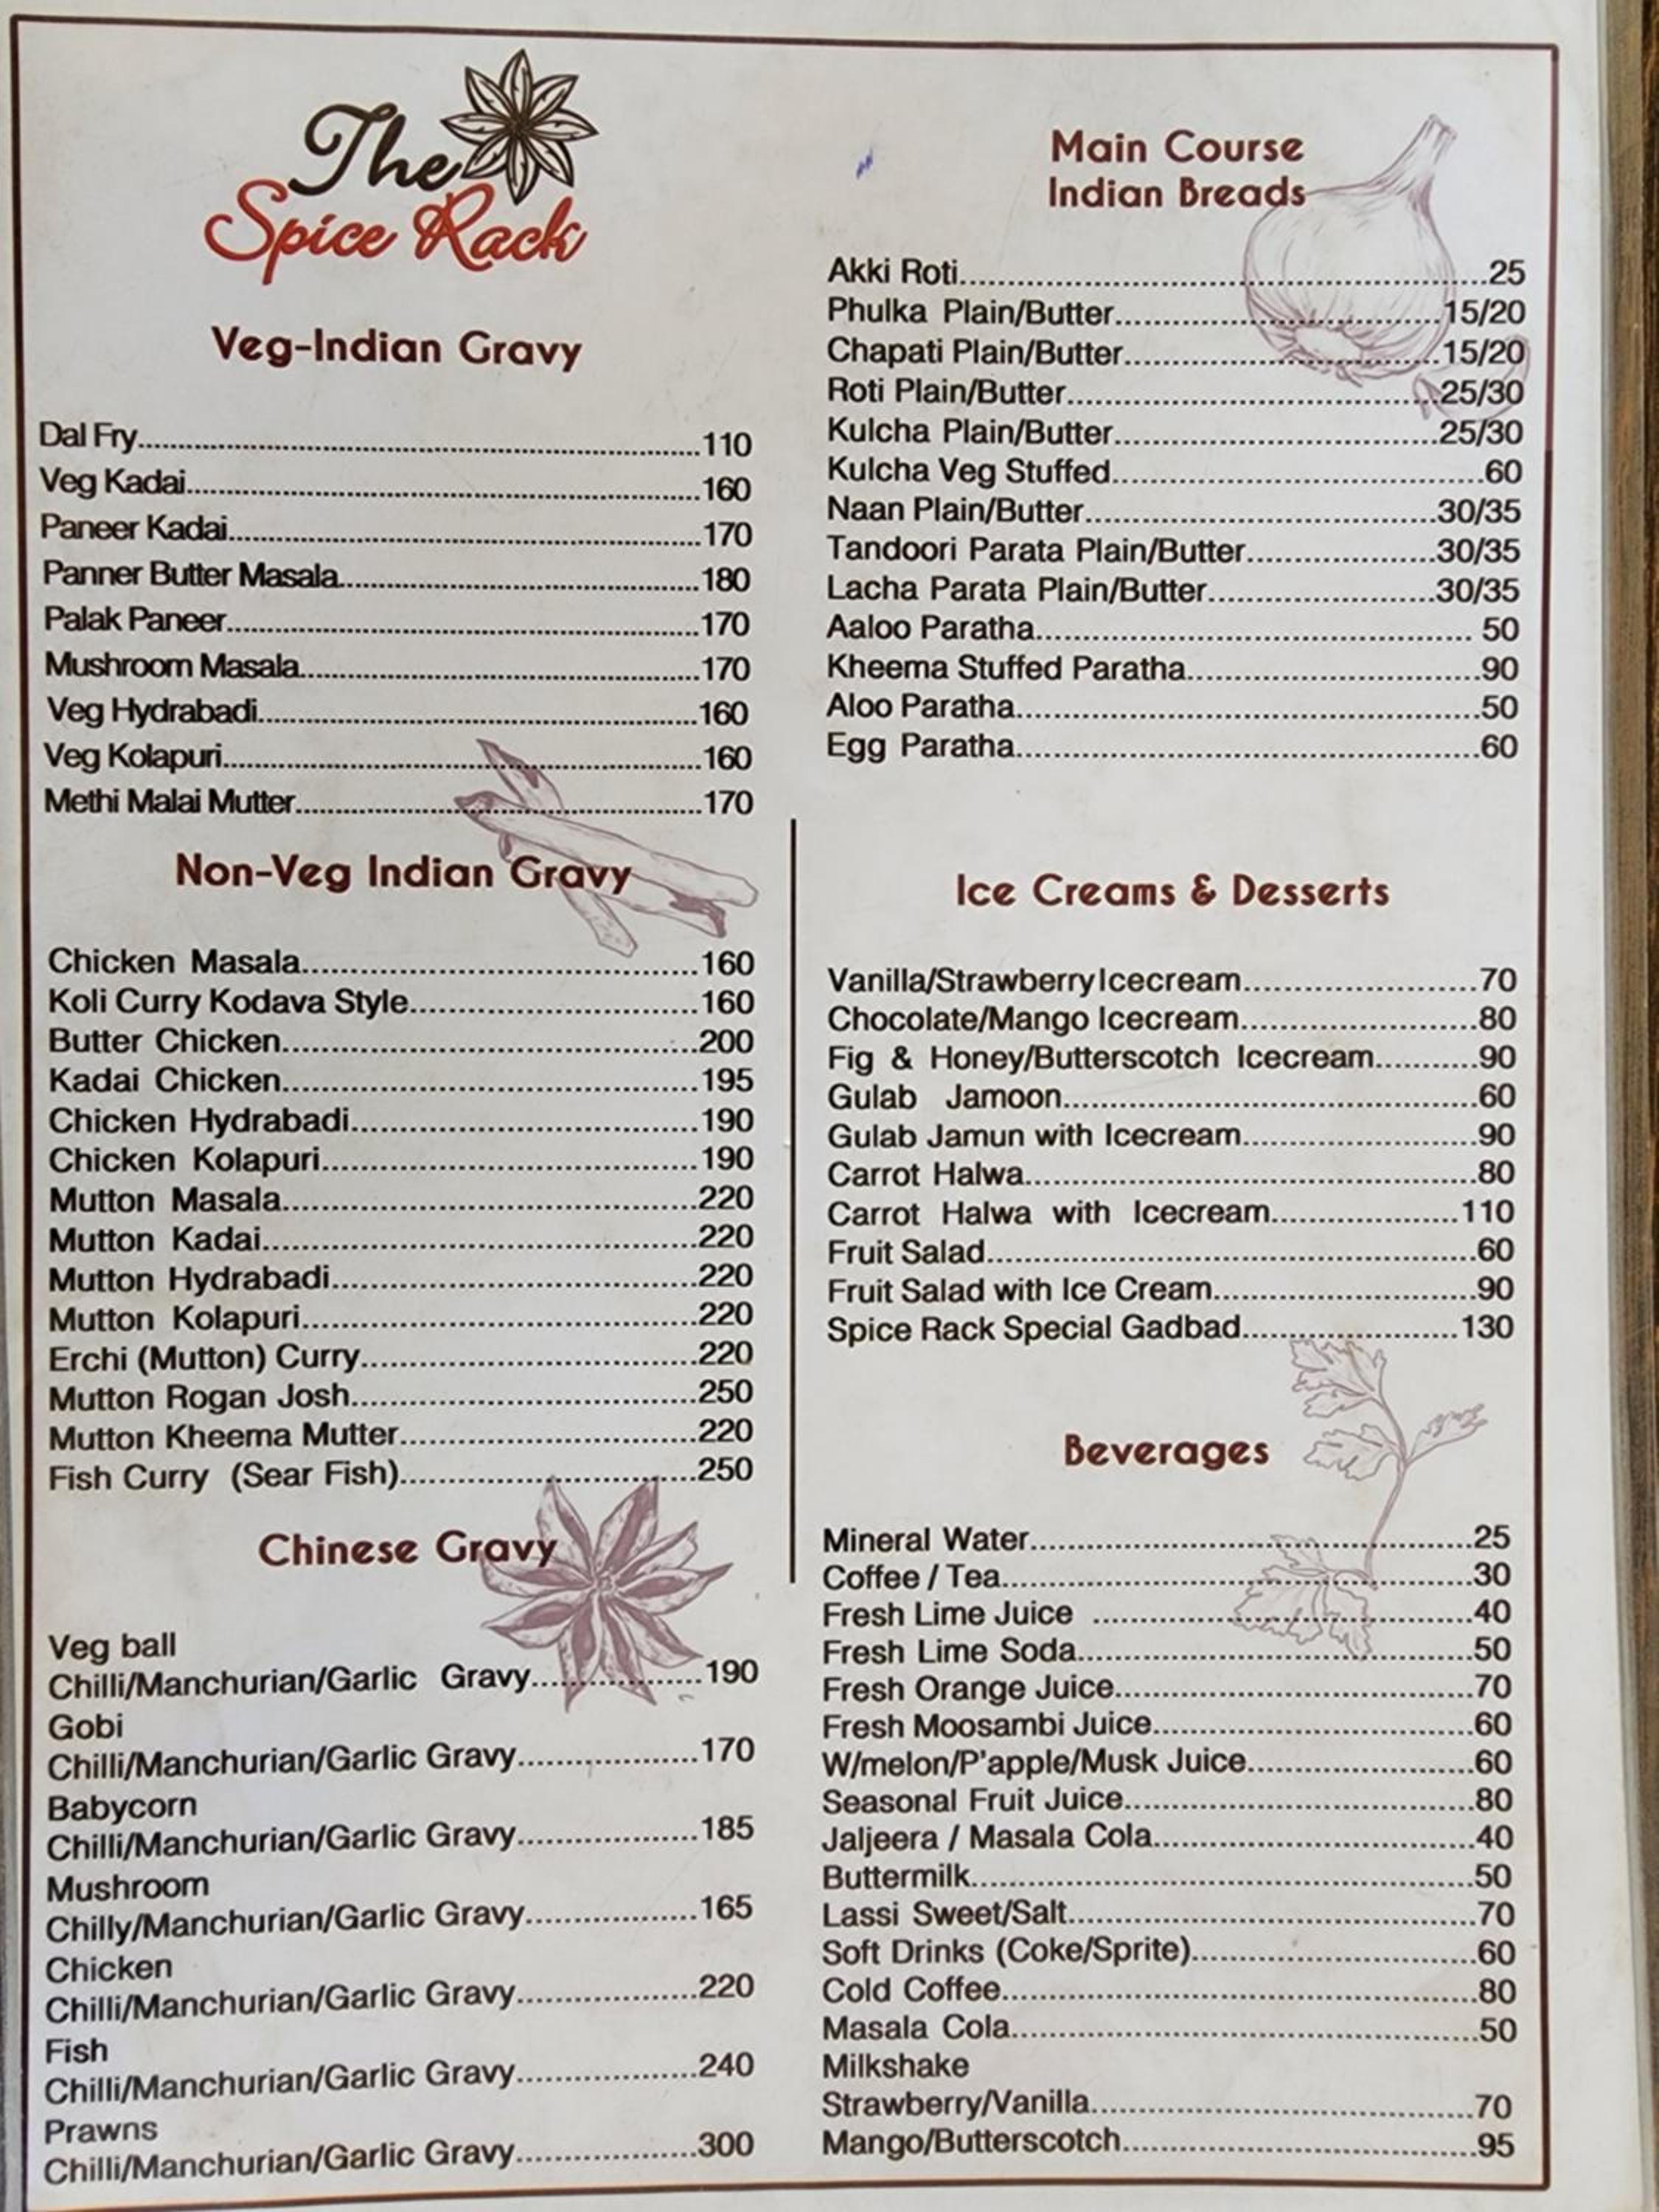 The
Spice Rack
Veg-Indian Gravy
Dal Fry.....110
Veg Kadai.....160
Paneer Kadai.....170
Panner Butter Masala.....180
Palak Paneer.....170
Mushroom Masala.....170
Veg Hydrabadi.....160
Veg Kolapuri.....160
Methi Malai Mutter.....170
Non-Veg Indian Gravy
Chicken Masala.....160
Koli Curry Kodava Style.....160
Butter Chicken.....200
Kadai Chicken.....195
Chicken Hydrabadi.....190
Chicken Kolapuri.....190
Mutton Masala.....220
Mutton Kadai.....220
Mutton Hydrabadi.....220
Mutton Kolapuri.....220
Erchi (Mutton) Curry.....220
Mutton Rogan Josh.....250
Mutton Kheema Mutter.....220
Fish Curry (Sear Fish).....250
Chinese Gravy
Veg ball
Chilli/Manchurian/Garlic Gravy.....190
Gobi
Chilli/Manchurian/Garlic Gravy.....170
Babycorn
Chilli/Manchurian/Garlic Gravy.....185
Mushroom
Chilly/Manchurian/Garlic Gravy.....165
Chicken
Chilli/Manchurian/Garlic Gravy.....220
Fish
Chilli/Manchurian/Garlic Gravy.....240
Prawns
Chilli/Manchurian/Garlic Gravy.....300
Main Course
Indian Breads
Akki Roti.....25
Phulka Plain/Butter.....15/20
Chapati Plain/Butter.....15/20
Roti Plain/Butter.....25/30
Kulcha Plain/Butter.....25/30
Kulcha Veg Stuffed.....60
Naan Plain/Butter.....30/35
Tandoori Parata Plain/Butter.....30/35
Lacha Parata Plain/Butter.....30/35
Aaloo Paratha..... 50
Kheema Stuffed Paratha.....90
Aloo Paratha.....50
Egg Paratha.....60
Ice Creams & Desserts
Vanilla/Strawberry Icecream.....70
Chocolate/Mango Icecream.....80
Fig & Honey/Butterscotch Icecream.....90
Gulab Jamoon.....60
Gulab Jamun with Icecream.....90
Carrot Halwa.....80
Carrot Halwa with Icecream.....110
Fruit Salad.....60
Fruit Salad with Ice Cream.....90
Spice Rack Special Gadbad.....130
Beverages
Mineral Water.....25
Coffee / Tea.....30
Fresh Lime Juice .....40
Fresh Lime Soda.....50
Fresh Orange Juice.....70
Fresh Moosambi Juice.....60
W/melon/P'apple/Musk Juice.....60
Seasonal Fruit Juice.....80
Jaljeera / Masala Cola.....40
Buttermilk.....50
Lassi Sweet/Salt.....70
Soft Drinks (Coke/Sprite).....60
Cold Coffee.....80
Masala Cola.....50
Milkshake
Strawberry/Vanilla.....70
Mango/Butterscotch.....95